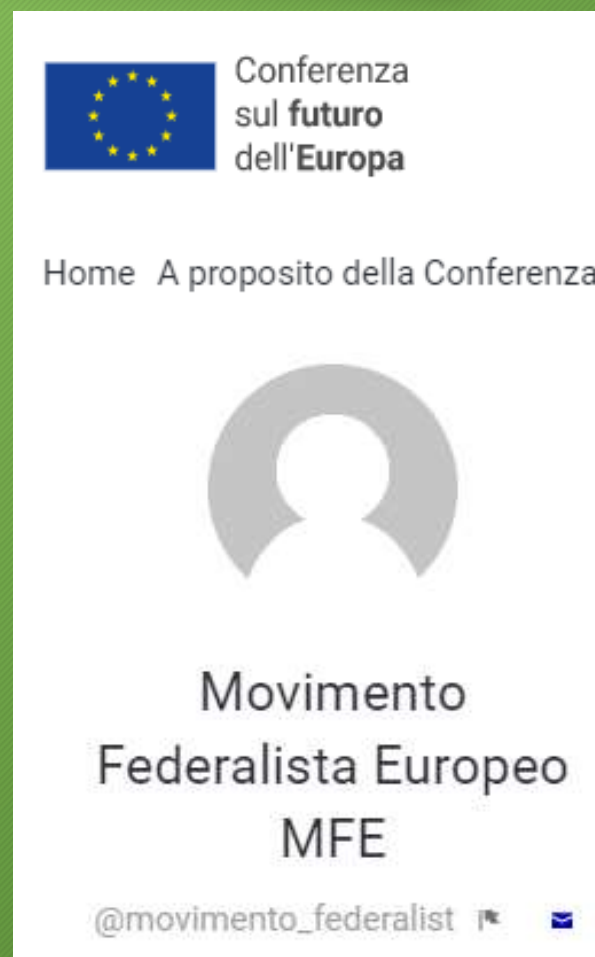 Conferenza
sul futuro
dell'Europa
Home A proposito della Conferenza
Movimento
Federalista Europeo
MFE
@movimento_federalist